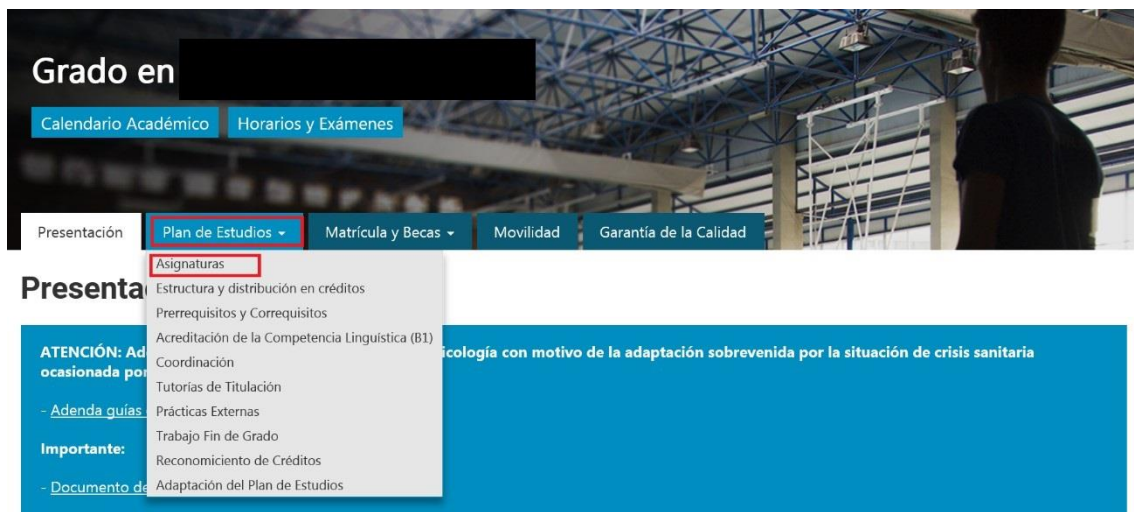 Grado en
Calendario Académico Horarios y Exámenes
Presentación Plan de Estudios Matrícula y Becas Movilidad Garantía de la Calidad
Asignaturas
Presenta
Estructura y distribución en créditos
Prerrequisitos y Correquisitos
Acreditación de la Competencia Linguística (B1)
ATENCIÓN: Ad icología con motivo de la adaptación sobrevenida por la situación de crisis sanitaria
Coordinación
ocasionada por
Tutorías de Titulación
- Adenda guías
Prácticas Externas
Trabajo Fin de Grado
Importante:
Reconomiciento de Créditos
- Documento de
Adaptación del Plan de Estudios